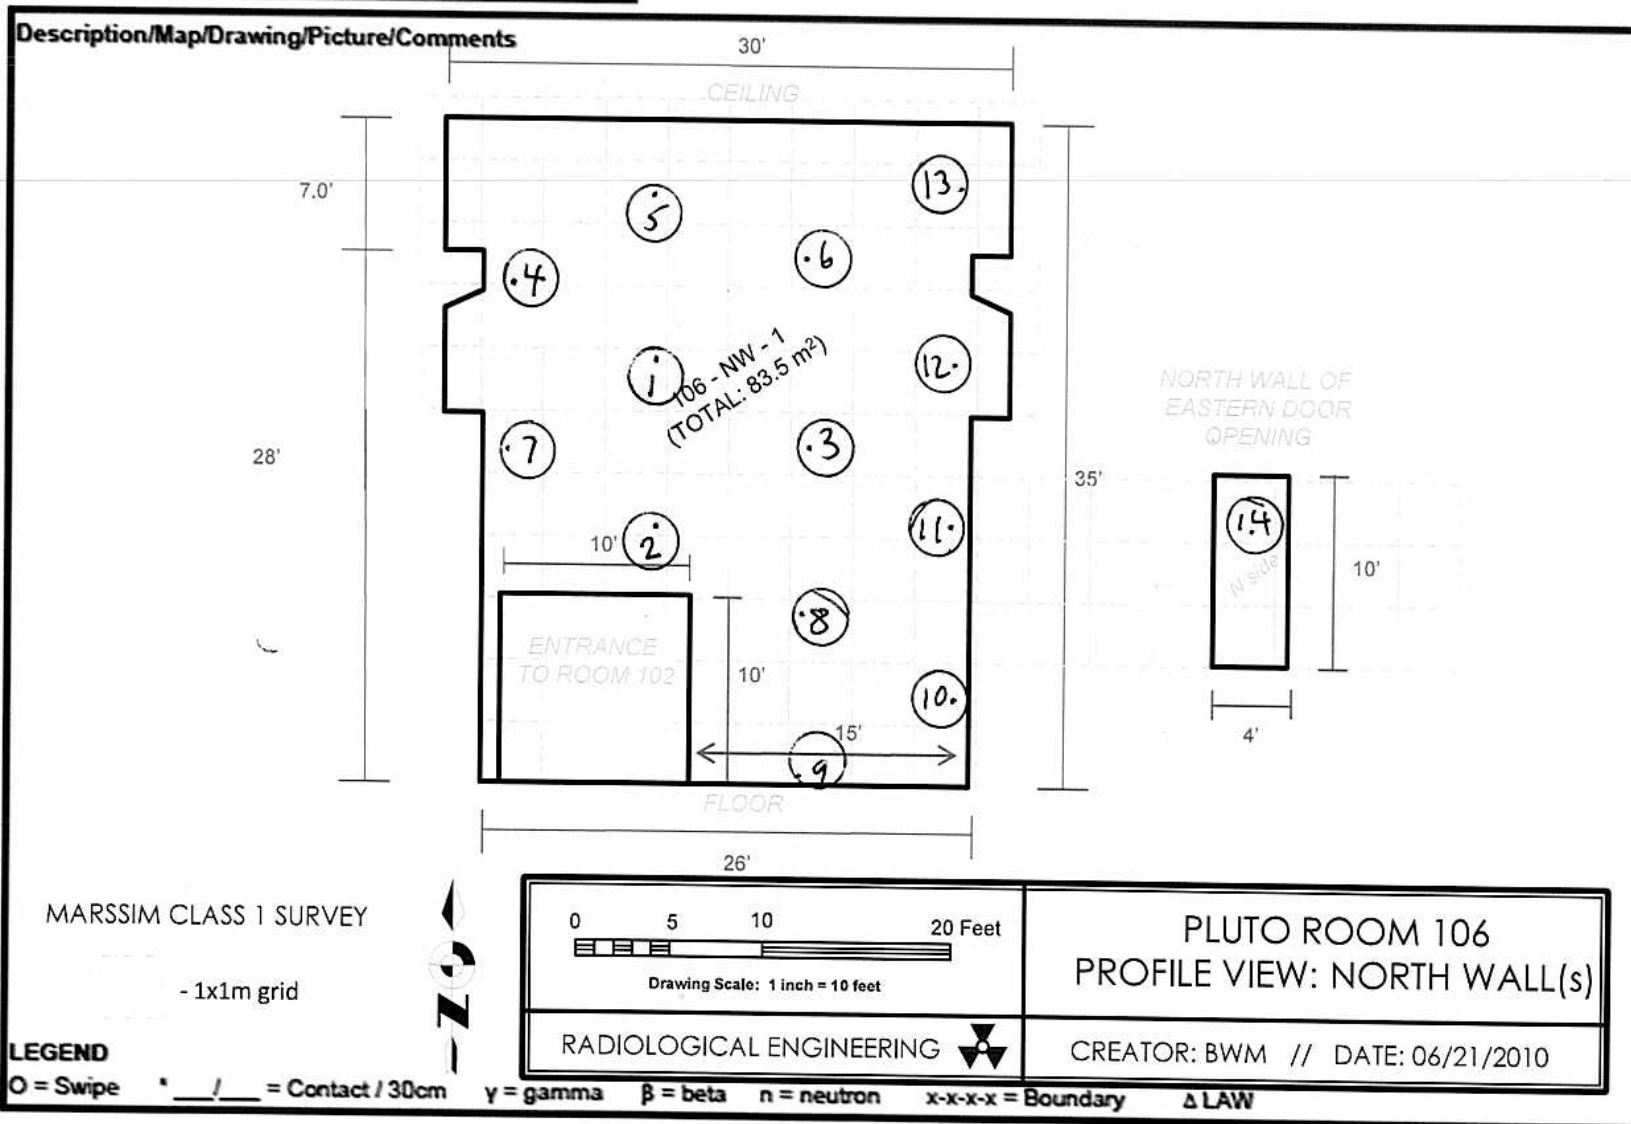 Description/Map/Drawing/Picture/Comments
30'
CEILING
7.0'
13.
5
.6
.4
106 - NW - 1
(TOTAL: 83.5 m²)
1
12.
NORTH WALL OF
EASTERN DOOR
OPENING
.7
.3
28'
35'
11.
14
10'
2
10'
N side
.8
ENTRANCE
TO ROOM 102
10'
10.
15'
.9
4'
FLOOR
26'
MARSSIM CLASS 1 SURVEY
- 1x1m grid
N
0 5 10 20 Feet
Drawing Scale: 1 inch = 10 feet
PLUTO ROOM 106
PROFILE VIEW: NORTH WALL(s)
RADIOLOGICAL ENGINEERING
CREATOR: BWM // DATE: 06/21/2010
LEGEND
O = Swipe * ___/___ = Contact / 30cm γ = gamma β = beta n = neutron x-x-x-x = Boundary Δ LAW